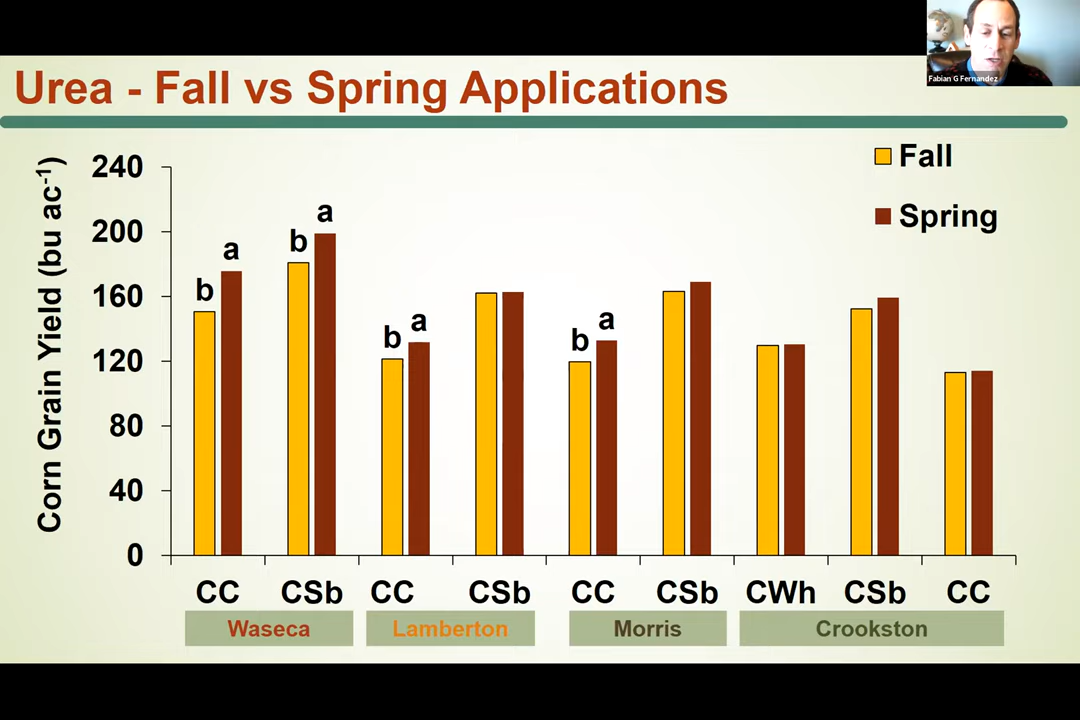 Fabian G Fernandez
Urea - Fall vs Spring Applications
Corn Grain Yield (bu ac-1)
240
200
160
120
80
40
0
Fall
Spring
b a b a b a b a
CC CSb CC CSb CC CSb CWh CSb CC
Waseca Lamberton Morris Crookston